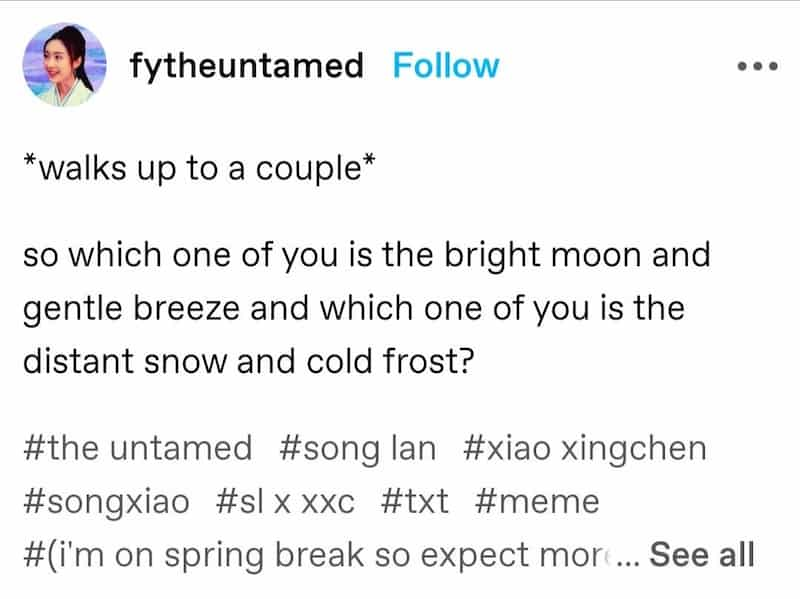 fytheuntamed Follow
*walks up to a couple*
so which one of you is the bright moon and
gentle breeze and which one of you is the
distant snow and cold frost?
#the untamed #song lan #xiao xingchen
#songxiao #sl x xxc #txt #meme
#(i'm on spring break so expect more... See all